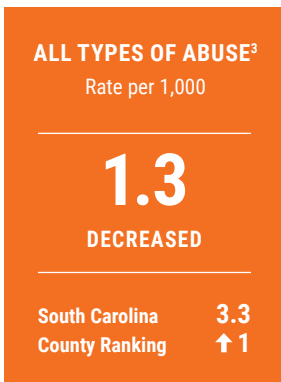 ALL TYPES OF ABUSE³
Rate per 1,000
1.3
DECREASED
South Carolina 3.3
County Ranking ↑ 1